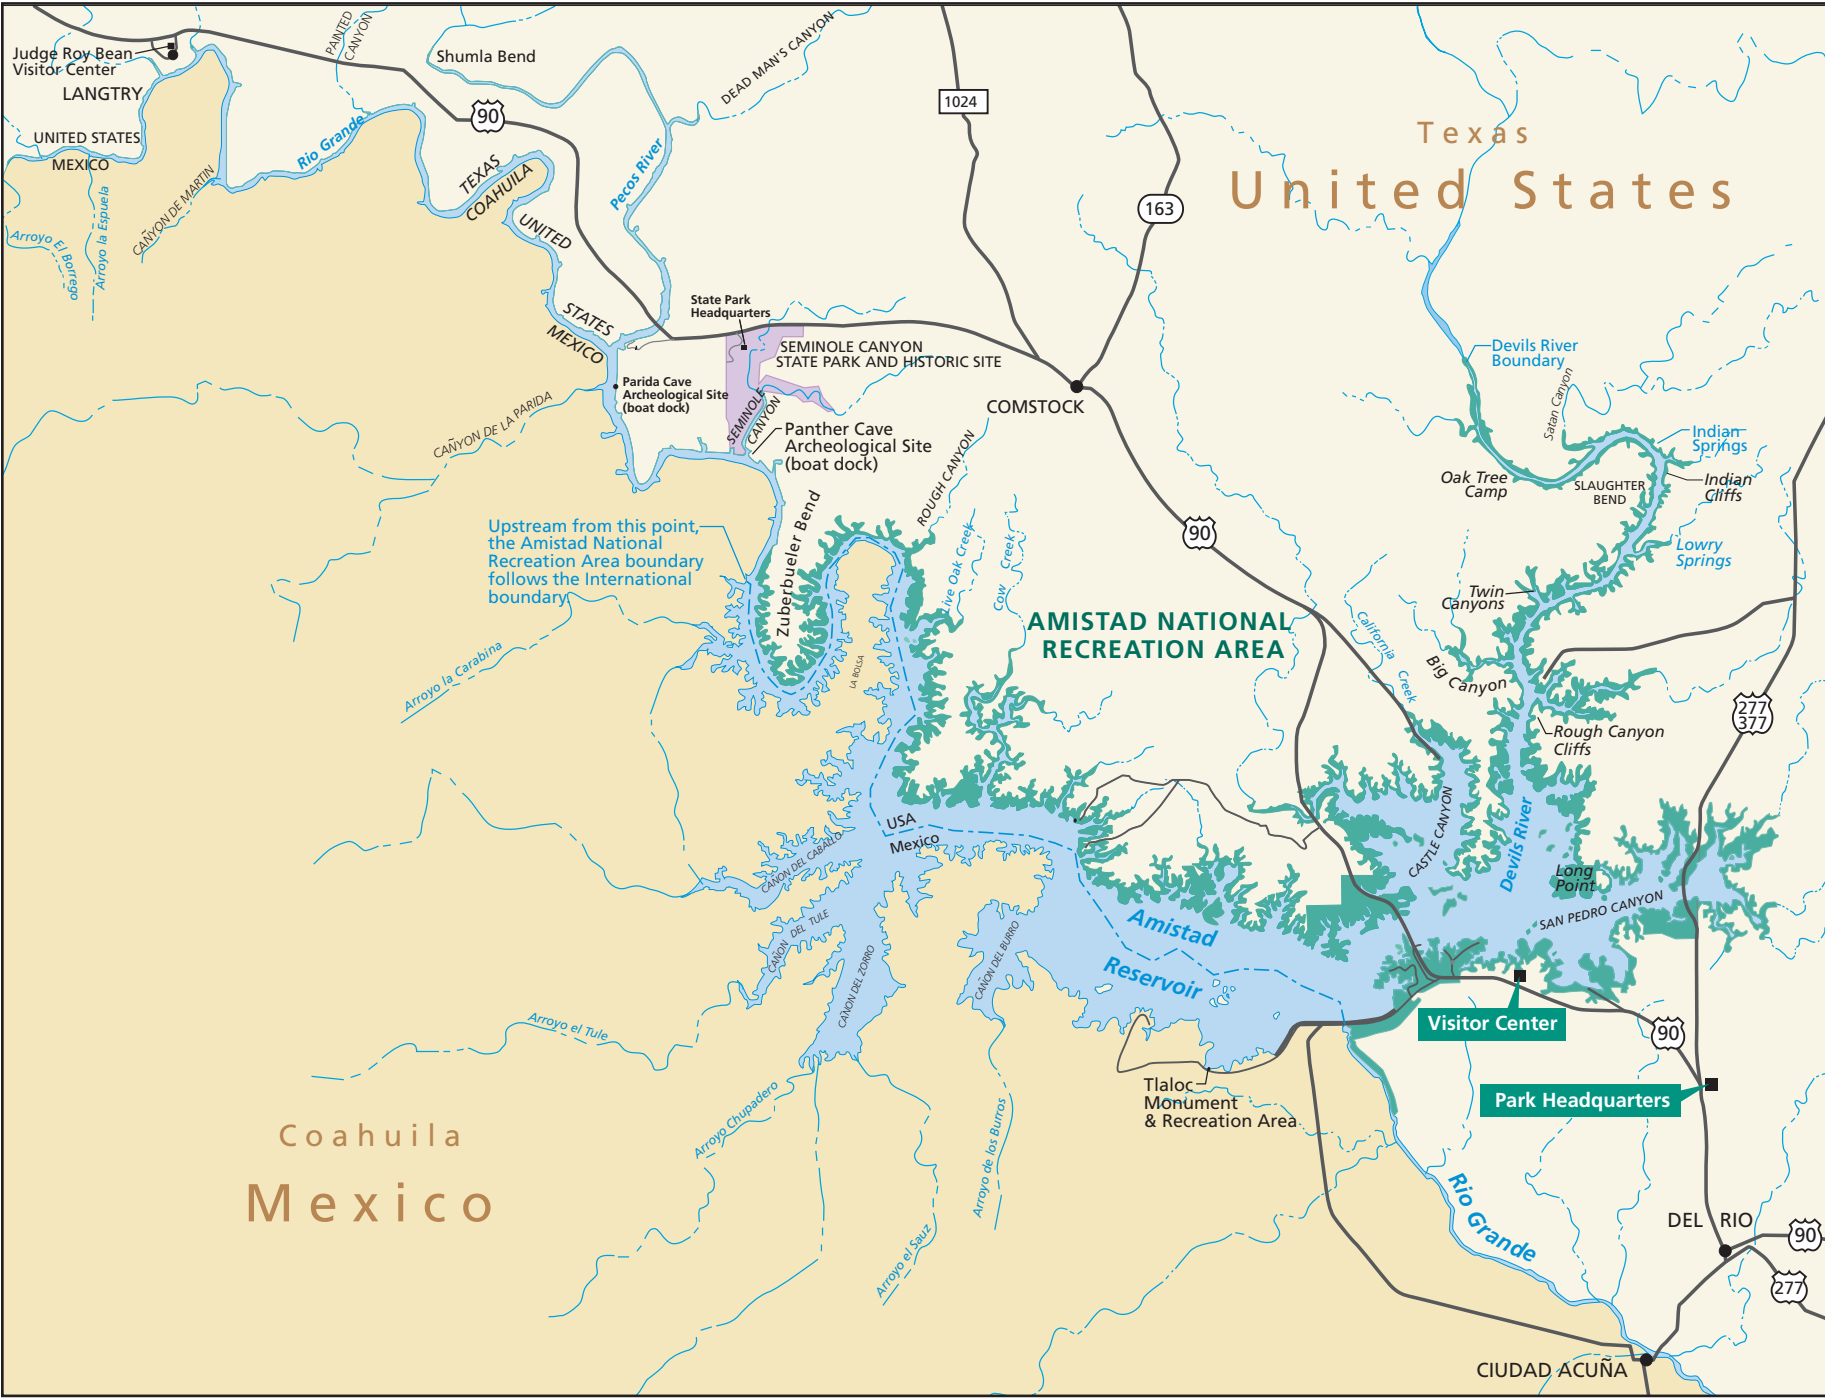 Judge Roy Bean
Visitor Center
LANGTRY
UNITED STATES
MEXICO
PAINTED
CANYON
Shumla Bend
DEAD MAN'S CANYON
90
1024
163
Texas
United States
Rio Grande
Pecos River
TEXAS
COAHUILA
UNITED
STATES
MEXICO
CAÑYON DE MARTIN
Arroyo la Espuela
Arroyo El Borrego
State Park
Headquarters
SEMINOLE CANYON
STATE PARK AND HISTORIC SITE
Parida Cave
Archeological Site
(boat dock)
SEMINOLE
CANYON
Panther Cave
Archeological Site
(boat dock)
COMSTOCK
CAÑYON DE LA PARIDA
ROUGH CANYON
Devils River
Boundary
Satan Canyon
Indian
Springs
Oak Tree
Camp
SLAUGHTER
BEND
Indian
Cliffs
Lowry
Springs
90
Upstream from this point,
the Amistad National
Recreation Area boundary
follows the International
boundary
Zuberbueler Bend
Live Oak Creek
Cow Creek
Twin
Canyons
AMISTAD NATIONAL
RECREATION AREA
California Creek
Big Canyon
Arroyo la Carabina
LA BOLSA
277
377
Rough Canyon
Cliffs
USA
Mexico
CAÑON DEL CABALLO
CASTLE CANYON
Devils River
Long
Point
SAN PEDRO CANYON
CAÑON DEL TULE
CAÑON DEL ZORRO
CAÑON DEL BURRO
Amistad
Reservoir
Visitor Center
90
Arroyo el Tule
Tlaloc
Monument
& Recreation Area
Park Headquarters
Arroyo Chupadero
Arroyo de los Burros
Coahuila
Mexico
Rio Grande
DEL RIO
90
Arroyo el Sauz
277
CIUDAD ACUÑA